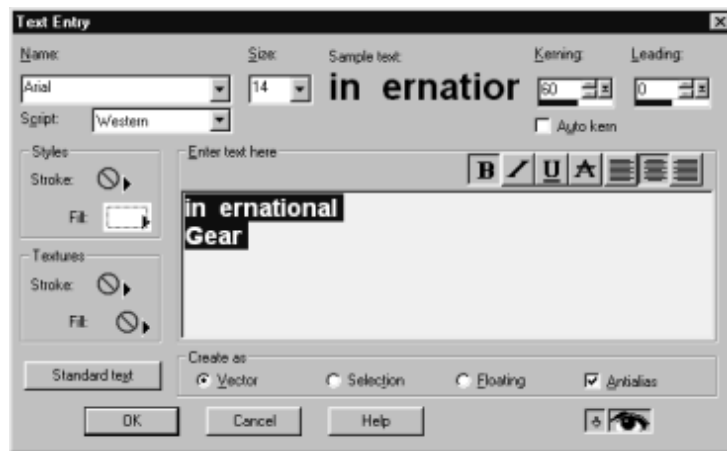 Text Entry
Name: Size: Sample text: Kerning: Leading:
Arial 14 in ernatior 60 0
Script: Western Auto kern
Styles Enter text here
Stroke: B I U A
Fill: in ernational
Gear
Textures
Stroke:
Fill:
Create as
Standard text Vector Selection Floating Antialias
OK Cancel Help